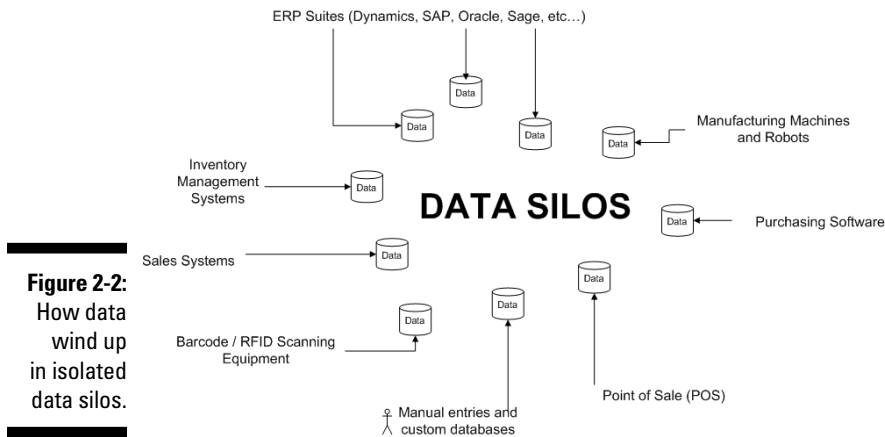 ERP Suites (Dynamics, SAP, Oracle, Sage, etc…)
Data
Data
Data
Data
Manufacturing Machines
and Robots
Inventory
Management
Systems
Data
DATA SILOS
Data
Purchasing Software
Sales Systems
Data
Data
Data
Data
Barcode / RFID Scanning
Equipment
Point of Sale (POS)
Manual entries and
custom databases
Figure 2-2:
How data
wind up
in isolated
data silos.